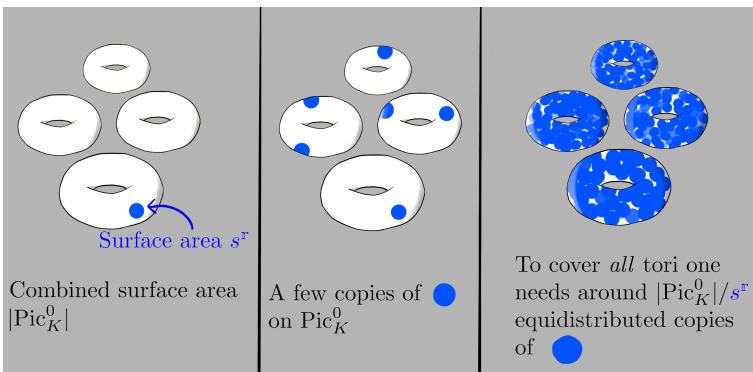 Surface area $s^{\mathbb{r}}$
Combined surface area
$|\mathrm{Pic}^0_K|$
A few copies of
on $\mathrm{Pic}^0_K$
To cover all tori one
needs around $|\mathrm{Pic}^0_K|/s^{\mathbb{r}}$
equidistributed copies
of